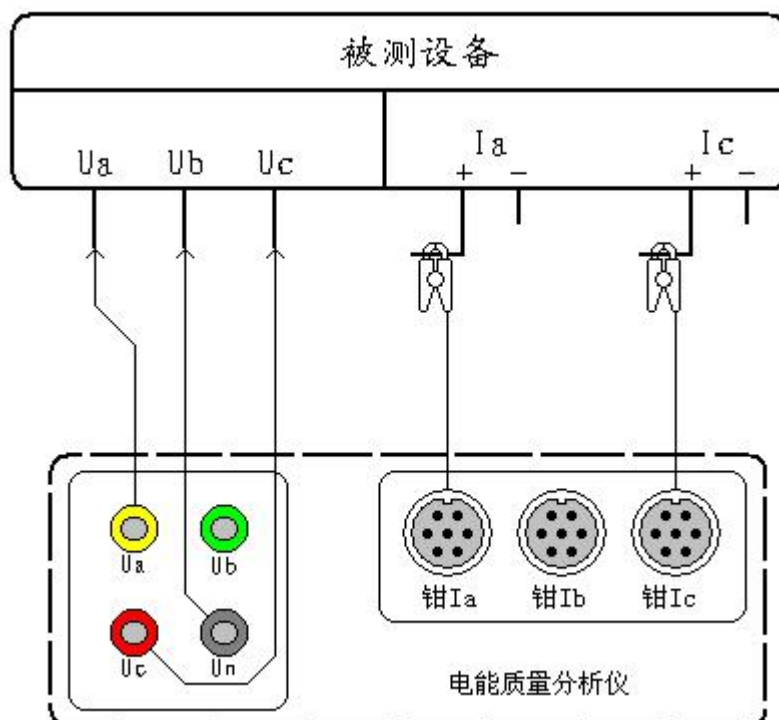 被测设备
Ua Ub Uc Ia Ic
+ - + -
Ua Ub
钳Ia 钳Ib 钳Ic
Uc Un
电能质量分析仪